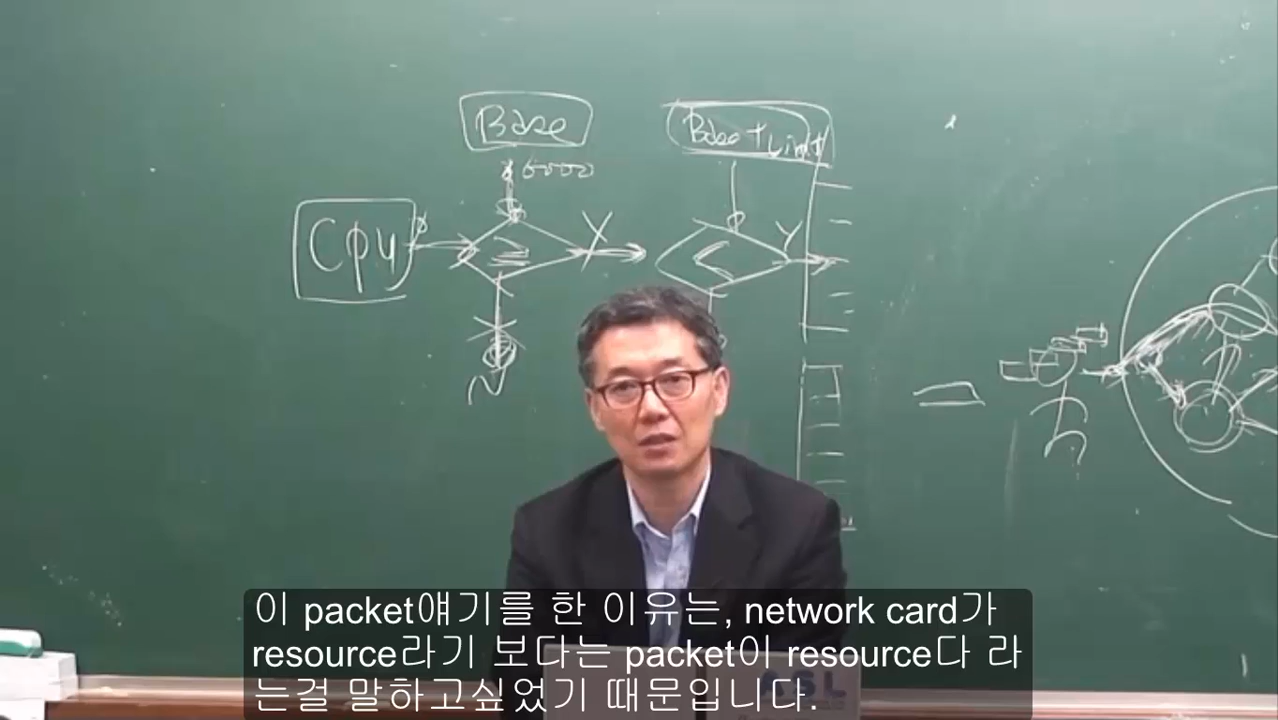 Base
Base + Limit
Cpu
≥
Y
<
Y
N
이 packet얘기를 한 이유는, network card가
resource라기 보다는 packet이 resource다 라
는걸 말하고싶었기 때문입니다.